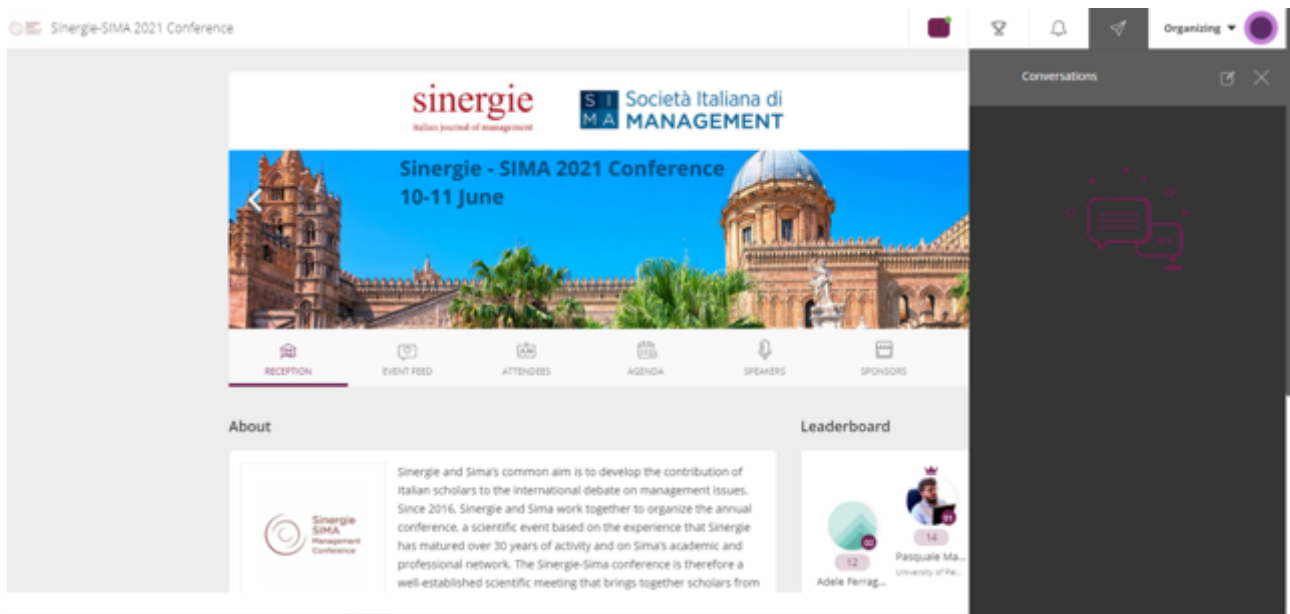 Sinergie-SIMA 2021 Conference
Organizing
Conversations
sinergie
italian journal of management
SI
MA
Società Italiana di
MANAGEMENT
Sinergie - SIMA 2021 Conference
10-11 June
RECEPTION
EVENT FEED
ATTENDEES
AGENDA
SPEAKERS
SPONSORS
About
Sinergie
SIMA
Management
Conference
Sinergie and Sima's common aim is to develop the contribution of
Italian scholars to the international debate on management issues.
Since 2016, Sinergie and Sima work together to organize the annual
conference, a scientific event based on the experience that Sinergie
has matured over 30 years of activity and on Sima's academic and
professional network. The Sinergie-Sima conference is therefore a
well-established scientific meeting that brings together scholars from
Leaderboard
01
14
Pasquale Ma...
University of Pal...
02
12
Adele Ferrag...